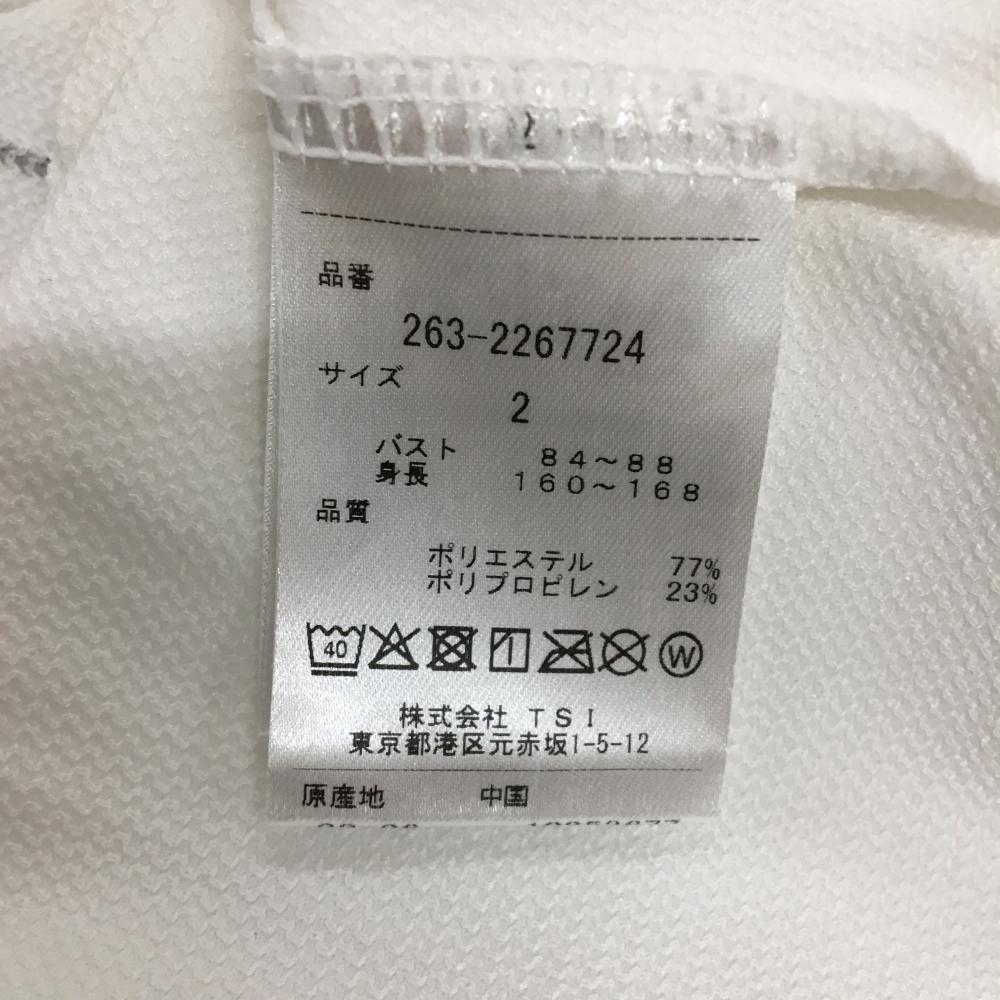 2
品番
263-2267724
サイズ
2
バスト 84~88
身長 160~168
品質
ポリエステル 77%
ポリプロピレン 23%
40
W
株式会社 TSI
東京都港区元赤坂1-5-12
原産地 中国